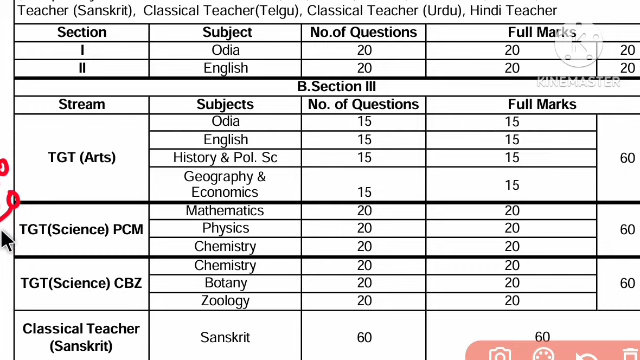 Teacher (Sanskrit), Classical Teacher(Telgu), Classical Teacher (Urdu), Hindi Teacher
Section Subject No.of Questions Full Marks
I Odia 20 20 20
II English 20 20 20
KINEMASTER
B.Section III
Stream Subjects No. of Questions Full Marks
Odia 15 15
English 15 15
TGT (Arts) History & Pol. Sc 15 15 60
Geography &
Economics 15 15
Mathematics 20 20
TGT(Science) PCM Physics 20 20 60
Chemistry 20 20
Chemistry 20 20
TGT(Science) CBZ Botany 20 20 60
Zoology 20 20
Classical Teacher
(Sanskrit) Sanskrit 60 60